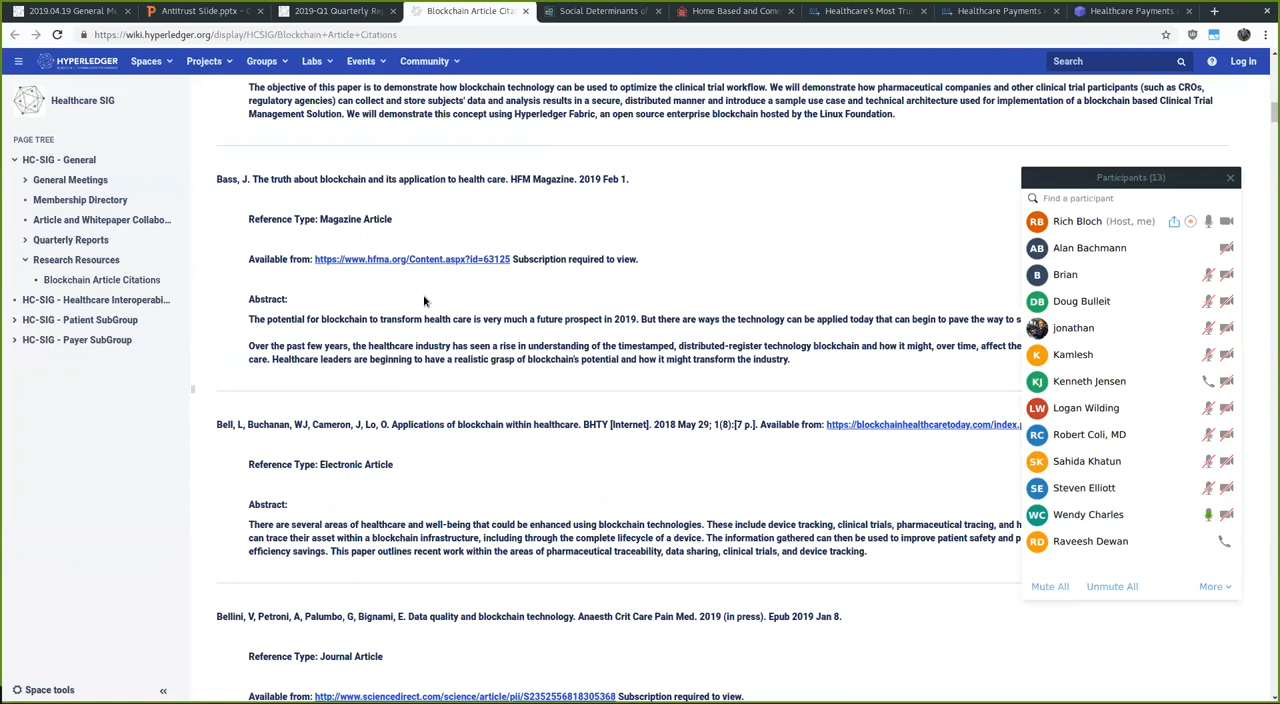 2019.04.19 General Me
Antitrust Slide.pptx -
2019-Q1 Quarterly Re
Blockchain Article Cita
Social Determinants of
Home Based and Com
Healthcare's Most Trus
Healthcare Payments
Healthcare Payments
https://wiki.hyperledger.org/display/HCSIG/Blockchain+Article+Citations
HYPERLEDGER
Spaces
Projects
Groups
Labs
Events
Community
Search
Log in
Healthcare SIG
PAGE TREE
HC-SIG - General
General Meetings
Membership Directory
Article and Whitepaper Collabo...
Quarterly Reports
Research Resources
Blockchain Article Citations
HC-SIG - Healthcare Interoperabi...
HC-SIG - Patient SubGroup
HC-SIG - Payer SubGroup
Space tools
The objective of this paper is to demonstrate how blockchain technology can be used to optimize the clinical trial workflow. We will demonstrate how pharmaceutical companies and other clinical trial participants (such as CROs,
regulatory agencies) can collect and store subjects' data and analysis results in a secure, distributed manner and introduce a sample use case and technical architecture used for implementation of a blockchain based Clinical Trial
Management Solution. We will demonstrate this concept using Hyperledger Fabric, an open source enterprise blockchain hosted by the Linux Foundation.
Bass, J. The truth about blockchain and its application to health care. HFM Magazine. 2019 Feb 1.
Reference Type: Magazine Article
Available from: https://www.hfma.org/Content.aspx?id=63125 Subscription required to view.
Abstract:
The potential for blockchain to transform health care is very much a future prospect in 2019. But there are ways the technology can be applied today that can begin to pave the way to s
Over the past few years, the healthcare industry has seen a rise in understanding of the timestamped, distributed-register technology blockchain and how it might, over time, affect the
care. Healthcare leaders are beginning to have a realistic grasp of blockchain's potential and how it might transform the industry.
Bell, L, Buchanan, WJ, Cameron, J, Lo, O. Applications of blockchain within healthcare. BHTY [Internet]. 2018 May 29; 1(8):[7 p.]. Available from: https://blockchainhealthcaretoday.com/index.p
Reference Type: Electronic Article
Abstract:
There are several areas of healthcare and well-being that could be enhanced using blockchain technologies. These include device tracking, clinical trials, pharmaceutical tracing, and h
can trace their asset within a blockchain infrastructure, including through the complete lifecycle of a device. The information gathered can then be used to improve patient safety and p
efficiency savings. This paper outlines recent work within the areas of pharmaceutical traceability, data sharing, clinical trials, and device tracking.
Bellini, V, Petroni, A, Palumbo, G, Bignami, E. Data quality and blockchain technology. Anaesth Crit Care Pain Med. 2019 (in press). Epub 2019 Jan 8.
Reference Type: Journal Article
Available from: http://www.sciencedirect.com/science/article/pii/S2352556818305368 Subscription required to view.
Participants (13)
Find a participant
RB Rich Bloch (Host, me)
AB Alan Bachmann
B Brian
DB Doug Bulleit
jonathan
K Kamlesh
KJ Kenneth Jensen
LW Logan Wilding
RC Robert Coli, MD
SK Sahida Khatun
SE Steven Elliott
WC Wendy Charles
RD Raveesh Dewan
Mute All
Unmute All
More